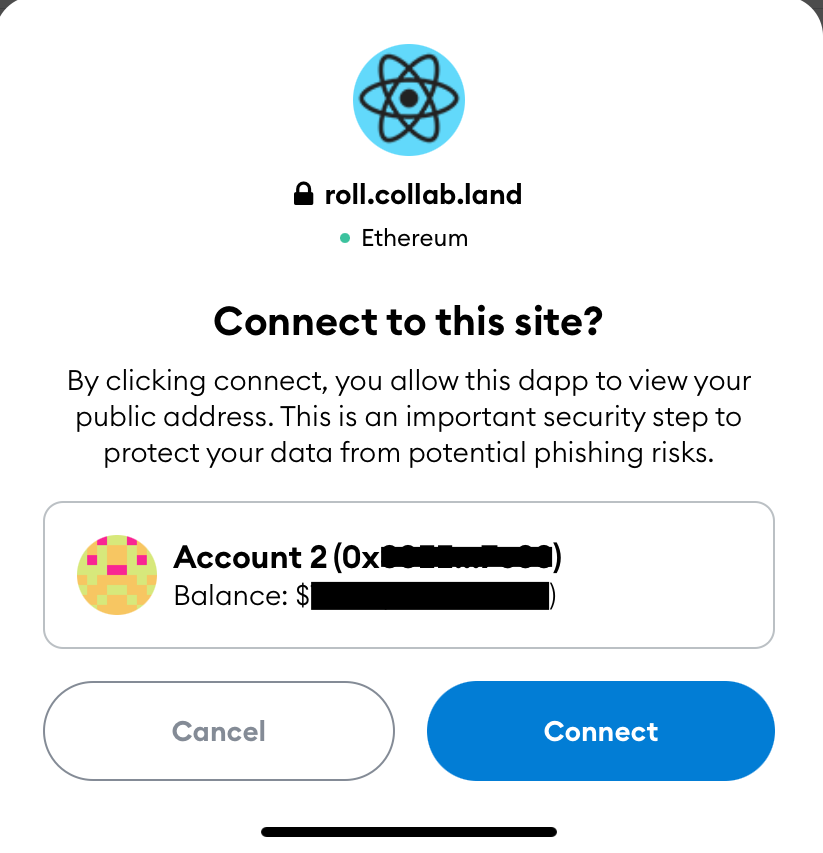 roll.collab.land
Ethereum
Connect to this site?
By clicking connect, you allow this dapp to view your
public address. This is an important security step to
protect your data from potential phishing risks.
Account 2 (0x)
Balance: $)
Cancel
Connect